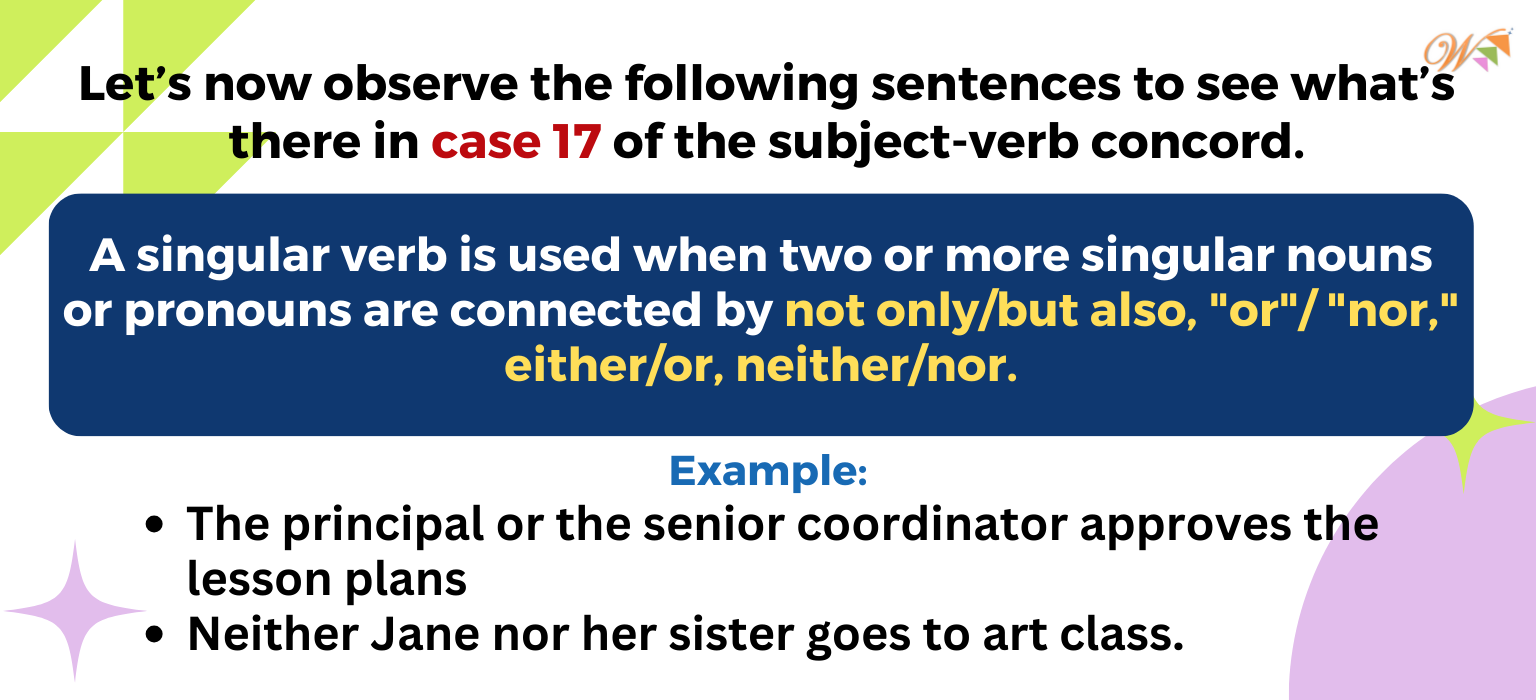 W
Let’s now observe the following sentences to see what’s
there in case 17 of the subject-verb concord.
A singular verb is used when two or more singular nouns
or pronouns are connected by not only/but also, "or"/ "nor,"
either/or, neither/nor.
Example:
• The principal or the senior coordinator approves the
lesson plans
• Neither Jane nor her sister goes to art class.